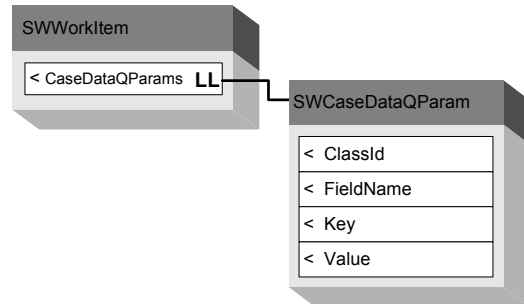 SWWorkItem
< CaseDataQParams LL
SWCaseDataQParam
< ClassId
< FieldName
< Key
< Value